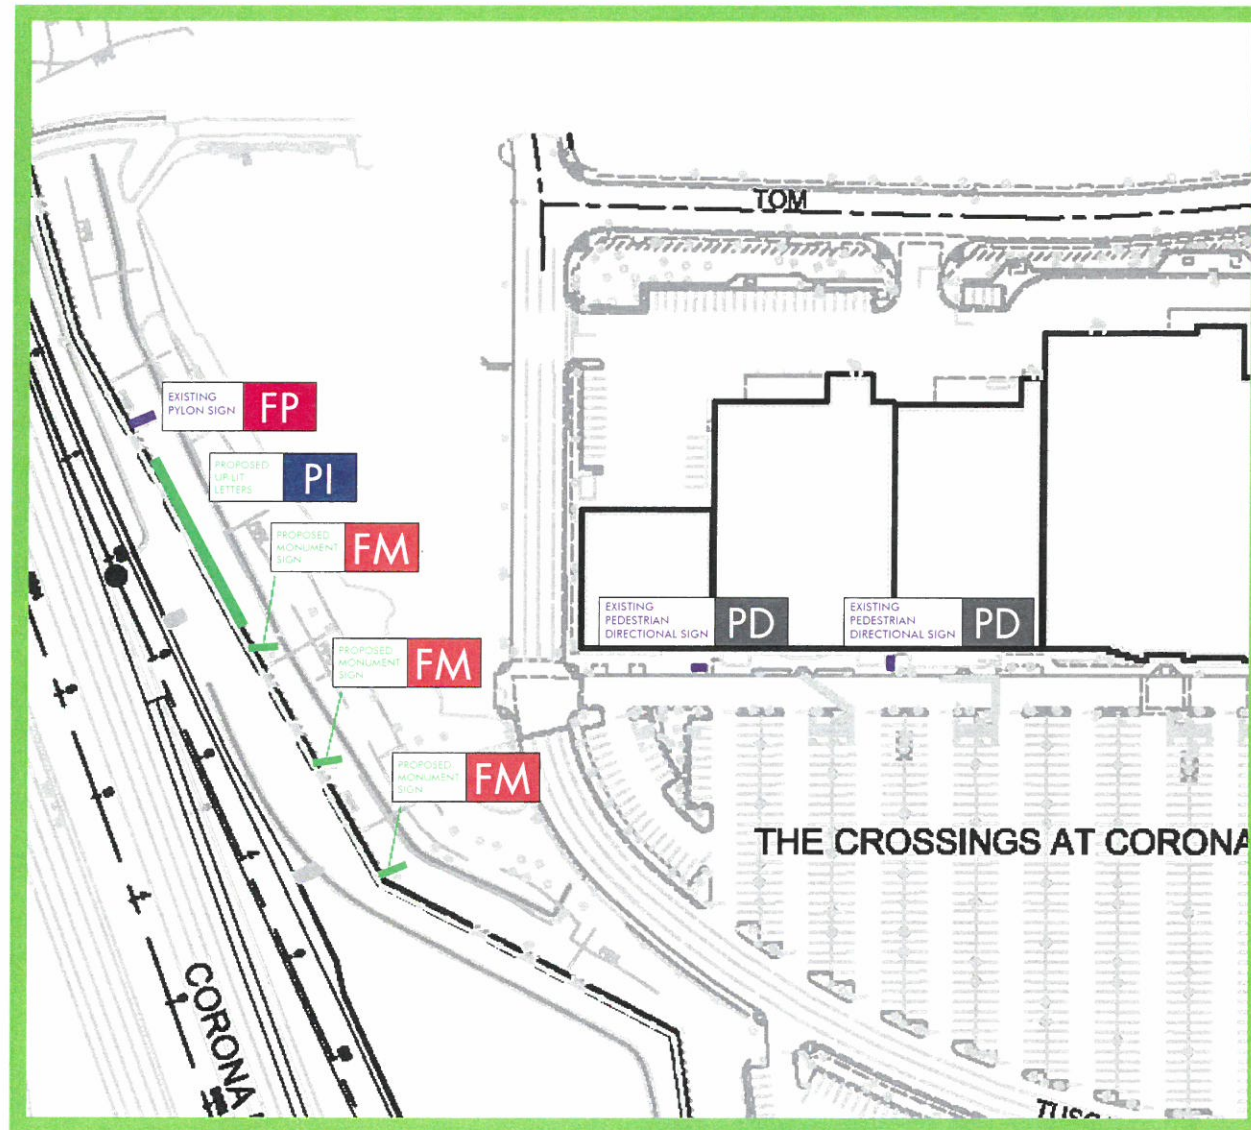 TOM
EXISTING
PYLON SIGN
FP
PROPOSED
UP-LIT
LETTERS
PI
PROPOSED
MONUMENT
SIGN
FM
PROPOSED
MONUMENT
SIGN
FM
PROPOSED
MONUMENT
SIGN
FM
EXISTING
PEDESTRIAN
DIRECTIONAL SIGN
PD
EXISTING
PEDESTRIAN
DIRECTIONAL SIGN
PD
THE CROSSINGS AT CORONA
CORONA